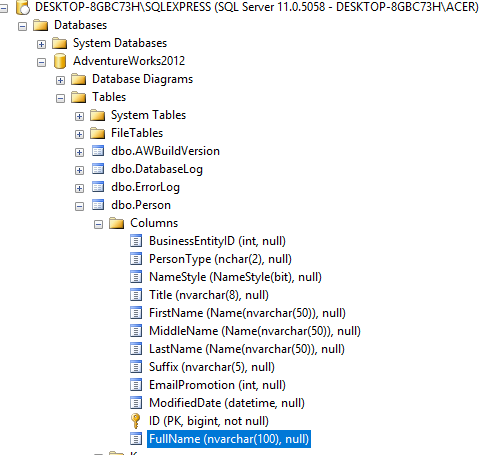 DESKTOP-8GBC73H\SQLEXPRESS (SQL Server 11.0.5058 - DESKTOP-8GBC73H\ACER)
Databases
System Databases
AdventureWorks2012
Database Diagrams
Tables
System Tables
FileTables
dbo.AWBuildVersion
dbo.DatabaseLog
dbo.ErrorLog
dbo.Person
Columns
BusinessEntityID (int, null)
PersonType (nchar(2), null)
NameStyle (NameStyle(bit), null)
Title (nvarchar(8), null)
FirstName (Name(nvarchar(50)), null)
MiddleName (Name(nvarchar(50)), null)
LastName (Name(nvarchar(50)), null)
Suffix (nvarchar(5), null)
EmailPromotion (int, null)
ModifiedDate (datetime, null)
ID (PK, bigint, not null)
FullName (nvarchar(100), null)